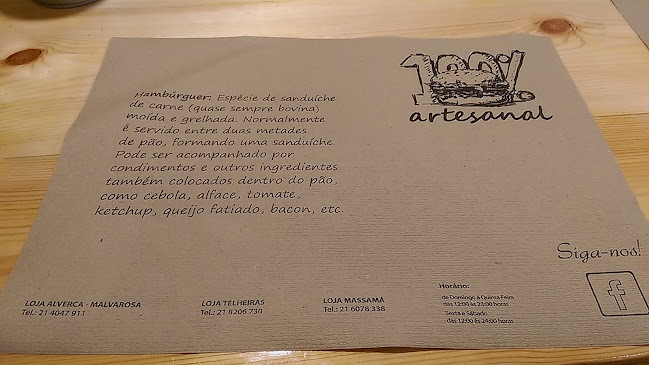 100%
artesanal
Hambúrguer: Espécie de sanduíche
de carne (quase sempre bovina)
moída e grelhada. Normalmente
é servido entre duas metades
de pão, formando uma sanduíche.
Pode ser acompanhado por
condimentos e outros ingredientes
também colocados dentro do pão,
como cebola, alface, tomate,
ketchup, queijo fatiado, bacon, etc.
Siga-nos!
f
LOJA ALVERCA - MALVAROSA
Tel.: 21 4047 911
LOJA TELHEIRAS
Tel.: 21 8206 730
LOJA MASSAMÁ
Tel.: 21 6078 338
Horário:
de Domingo a Quinta Feira
das 12:00 às 23:00 horas
Sexta e Sábado
das 12:00 às 24:00 horas